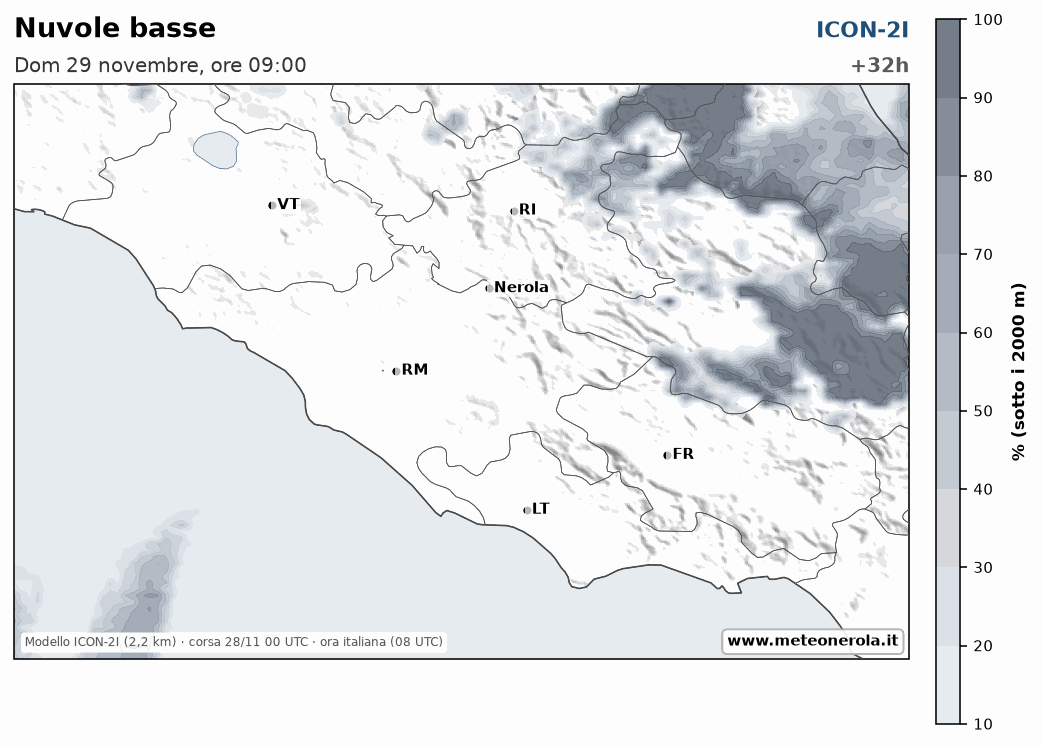 Nuvole basse
ICON-2I
Dom 29 novembre, ore 09:00
+32h
VT
RI
Nerola
RM
FR
LT
Modello ICON-2I (2,2 km) · corsa 28/11 00 UTC · ora italiana (08 UTC)
www.meteonerola.it
100
90
80
70
60
50
40
30
20
10
% (sotto i 2000 m)